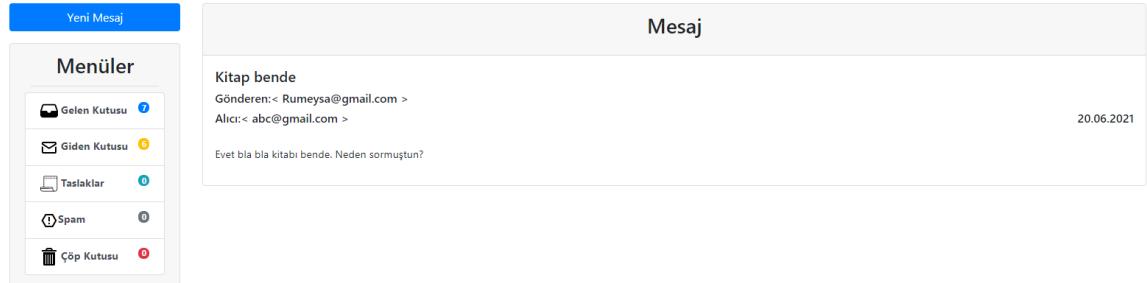 Yeni Mesaj
Menüler
Gelen Kutusu 7
Giden Kutusu 6
Taslaklar 0
Spam 0
Çöp Kutusu 0
Mesaj
Kitap bende
Gönderen:< Rumeysa@gmail.com >
Alıcı:< abc@gmail.com > 20.06.2021
Evet bla bla kitabı bende. Neden sormuştun?